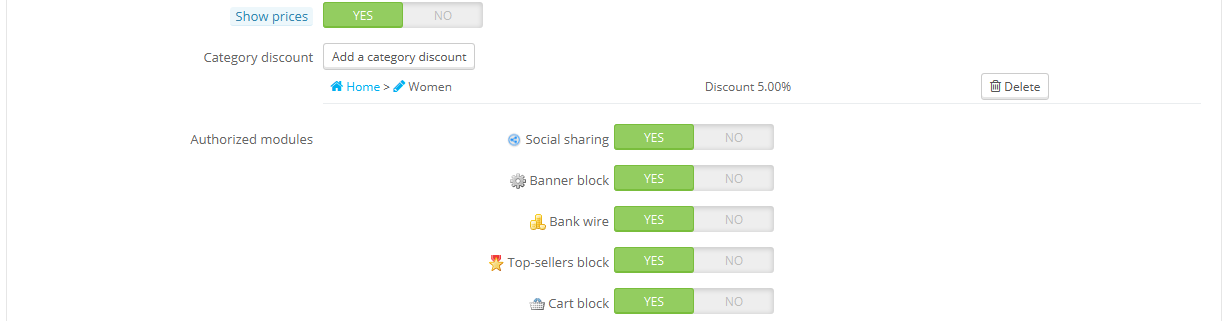 Show prices YES NO
Category discount Add a category discount
Home > Women Discount 5.00% Delete
Authorized modules Social sharing YES NO
Banner block YES NO
Bank wire YES NO
Top-sellers block YES NO
Cart block YES NO